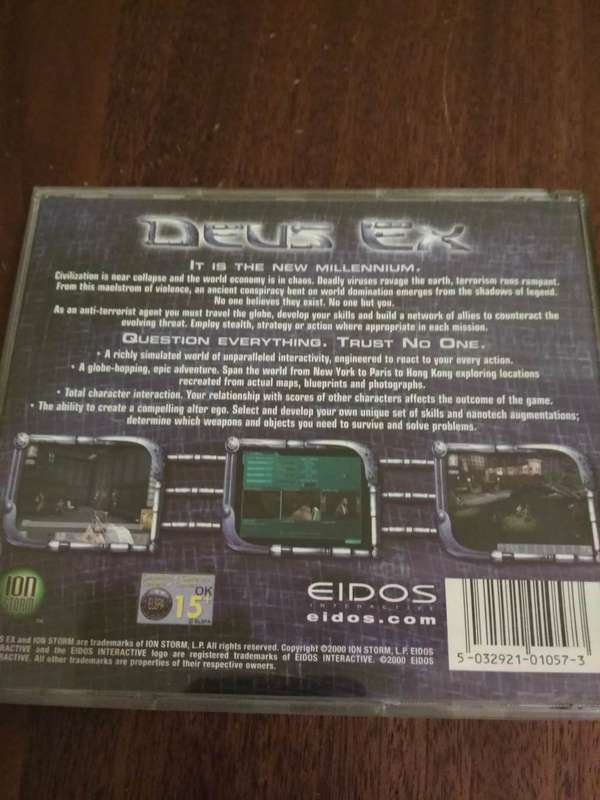 DEUS EX
IT IS THE NEW MILLENNIUM.
Civilization is near collapse and the world economy is in chaos. Deadly viruses ravage the earth, terrorism runs rampant.
From this maelstrom of violence, an ancient conspiracy bent on world domination emerges from the shadows of legend.
No one believes they exist. No one but you.
As an anti-terrorist agent you must travel the globe, develop your skills and build a network of allies to counteract the
evolving threat. Employ stealth, strategy or action where appropriate in each mission.
QUESTION EVERYTHING. TRUST NO ONE.
• A richly simulated world of unparalleled interactivity, engineered to react to your every action.
• A globe-hopping, epic adventure. Span the world from New York to Paris to Hong Kong exploring locations
recreated from actual maps, blueprints and photographs.
• Total character interaction. Your relationship with scores of other characters affects the outcome of the game.
• The ability to create a compelling alter ego. Select and develop your own unique set of skills and nanotech augmentations;
determine which weapons and objects you need to survive and solve problems.
ION
STORM
™
ELSPA
OK
15+
© ELSPA
EIDOS
INTERACTIVE
eidos.com
5-032921-01057-3
S EX and ION STORM are trademarks of ION STORM, L.P. All rights reserved. Copyright ©2000 ION STORM, L.P. EIDOS
RACTIVE and the EIDOS INTERACTIVE logo are registered trademarks of EIDOS INTERACTIVE. ©2000 EIDOS
RACTIVE. All other trademarks are properties of their respective owners.